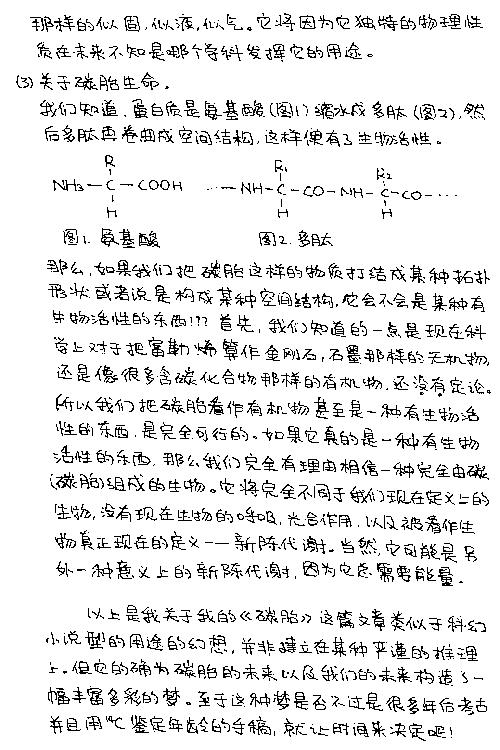 那样的似固,似液,似气。它将因为它独特的物理性
质在未来不知是哪个学科发挥它的用途。
(3)关于碳胎生命。
我们知道,蛋白质是氨基酸(图1)缩水成多肽(图2),然
后多肽再卷曲成空间结构,这样便有了生物活性。
R R₁ R₂
NH₃—C—COOH ···—NH—C—CO—NH—C—CO—···
H H H
图1.氨基酸 图2.多肽
那么,如果我们把碳胎这样的物质打结成某种拓扑
形状或者说是构成某种空间结构,它会不会是某种有
生物活性的东西!?? 首先,我们知道的一点是现在科
学上对于把富勒烯算作金刚石,石墨那样的无机物,
还是像很多含碳化合物那样的有机物,还没有定论。
所以我们把碳胎看作有机物甚至是一种有生物活
性的东西,是完全可行的。如果它真的是一种有生物
活性的东西,那么我们完全有理由相信一种完全由碳
(碳胎)组成的生物。它将完全不同于我们现在定义上的
生物,没有现在生物的呼吸,光合作用,以及被看作生
物真正现在的定义——新陈代谢。当然,它可能是另
外一种意义上的新陈代谢,因为它总需要能量。
以上是我关于我的《碳胎》这篇文章类似于科幻
小说型的用途的幻想,并非建立在某种严谨的推理
上。但它的确为碳胎的未来以及我们的未来构造了一
幅丰富多彩的梦。至于这种梦是否不过是很多年后考古
并且用¹⁴C鉴定年龄的手稿,就让时间来决定吧!